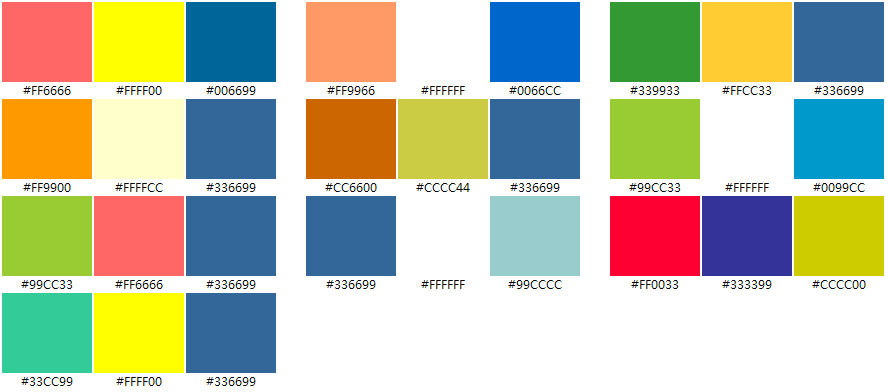 #FF6666 #FFFF00 #006699 #FF9966 #FFFFFF #0066CC #339933 #FFCC33 #336699
#FF9900 #FFFFCC #336699 #CC6600 #CCCC44 #336699 #99CC33 #FFFFFF #0099CC
#99CC33 #FF6666 #336699 #336699 #FFFFFF #99CCCC #FF0033 #333399 #CCCC00
#33CC99 #FFFF00 #336699